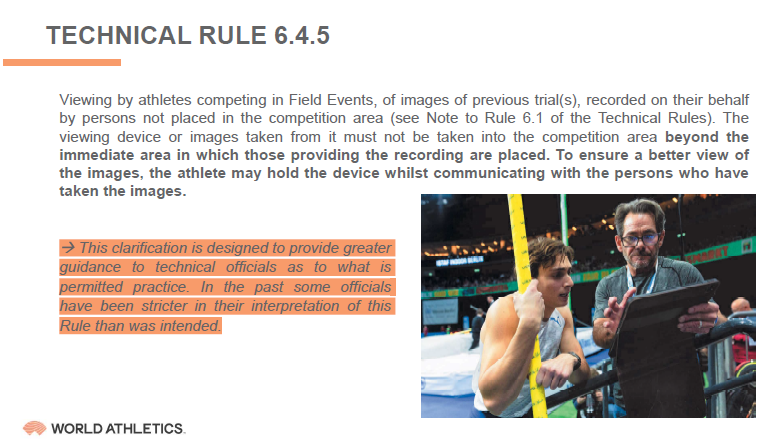 TECHNICAL RULE 6.4.5
Viewing by athletes competing in Field Events, of images of previous trial(s), recorded on their behalf
by persons not placed in the competition area (see Note to Rule 6.1 of the Technical Rules). The
viewing device or images taken from it must not be taken into the competition area beyond the
immediate area in which those providing the recording are placed. To ensure a better view of
the images, the athlete may hold the device whilst communicating with the persons who have
taken the images.
→ This clarification is designed to provide greater
guidance to technical officials as to what is
permitted practice. In the past some officials
have been stricter in their interpretation of this
Rule than was intended.
ISTAF INDOOR BERLIN
WORLD ATHLETICS.